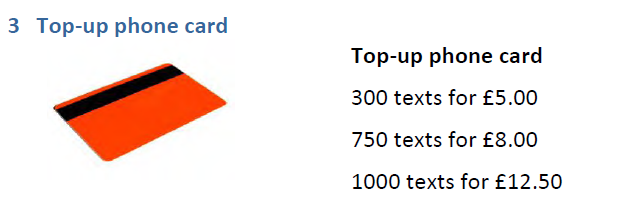 3 Top-up phone card
Top-up phone card
300 texts for £5.00
750 texts for £8.00
1000 texts for £12.50